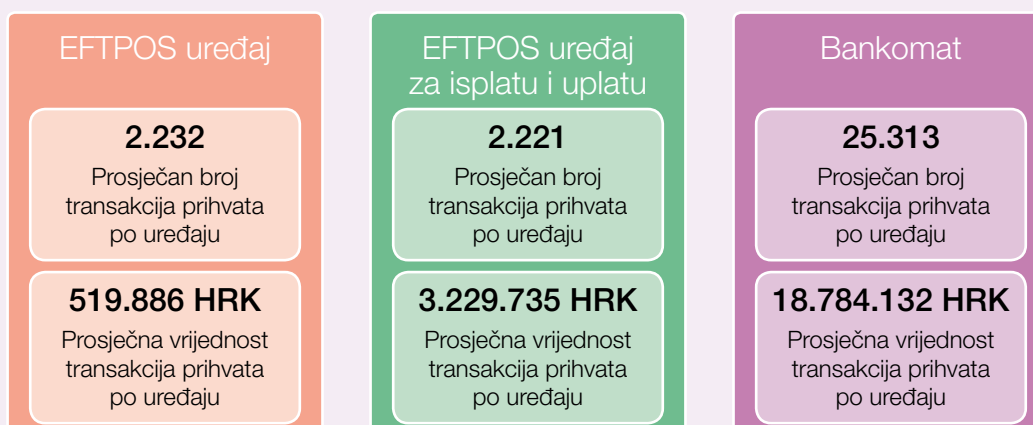 EFTPOS uređaj
2.232
Prosječan broj
transakcija prihvata
po uređaju
519.886 HRK
Prosječna vrijednost
transakcija prihvata
po uređaju
EFTPOS uređaj
za isplatu i uplatu
2.221
Prosječan broj
transakcija prihvata
po uređaju
3.229.735 HRK
Prosječna vrijednost
transakcija prihvata
po uređaju
Bankomat
25.313
Prosječan broj
transakcija prihvata
po uređaju
18.784.132 HRK
Prosječna vrijednost
transakcija prihvata
po uređaju